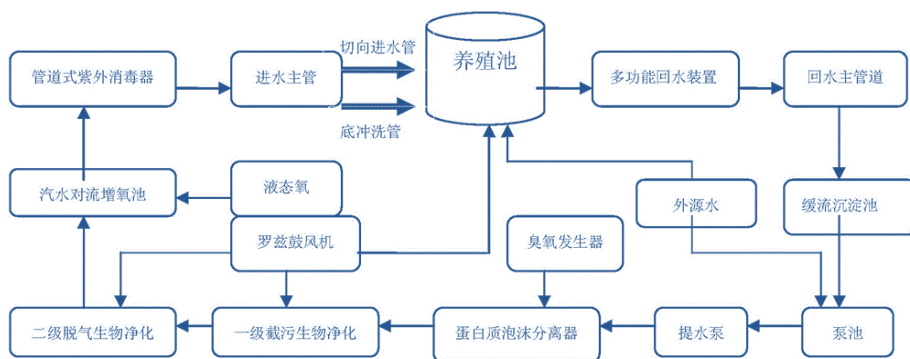 切向进水管
养殖池
管道式紫外消毒器
进水主管
多功能回水装置
回水主管道
底冲洗管
汽水对流增氧池
液态氧
外源水
缓流沉淀池
罗兹鼓风机
臭氧发生器
二级脱气生物净化
一级截污生物净化
蛋白质泡沫分离器
提水泵
泵池